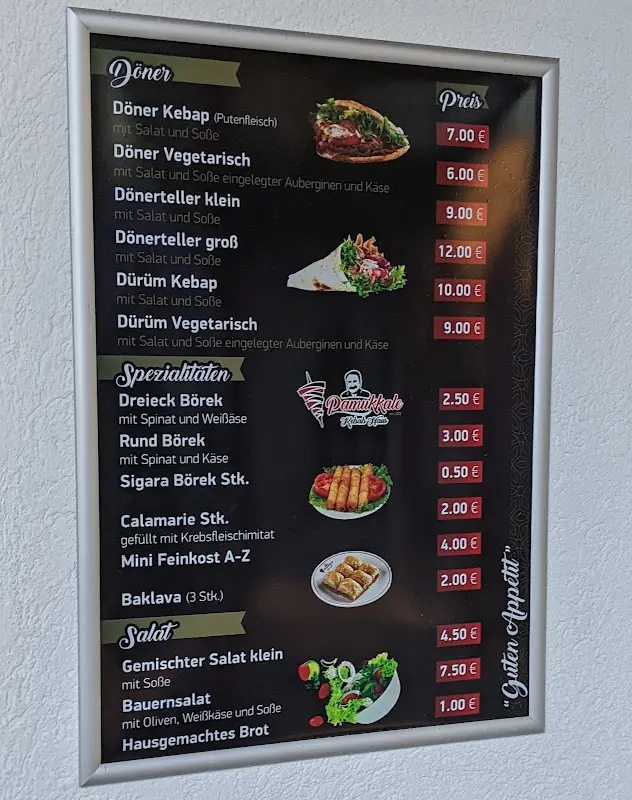 Döner
Preis
Döner Kebap (Putenfleisch)
mit Salat und Soße
7.00 €
Döner Vegetarisch
mit Salat und Soße eingelegter Auberginen und Käse
6.00 €
Dönerteller klein
mit Salat und Soße
9.00 €
Dönerteller groß
mit Salat und Soße
12.00 €
Dürüm Kebap
mit Salat und Soße
10.00 €
Dürüm Vegetarisch
mit Salat und Soße eingelegter Auberginen und Käse
9.00 €
Spezialitäten
Pamukkale
Kebab Haus
Dreieck Börek
mit Spinat und Weißäse
2.50 €
Rund Börek
mit Spinat und Käse
3.00 €
Sigara Börek Stk.
0.50 €
Calamarie Stk.
gefüllt mit Krebsfleischimitat
2.00 €
Mini Feinkost A-Z
4.00 €
Baklava (3 Stk.)
2.00 €
Salat
Gemischter Salat klein
mit Soße
4.50 €
Bauernsalat
mit Oliven, Weißkäse und Soße
7.50 €
Hausgemachtes Brot
1.00 €
"Guten Appetit"